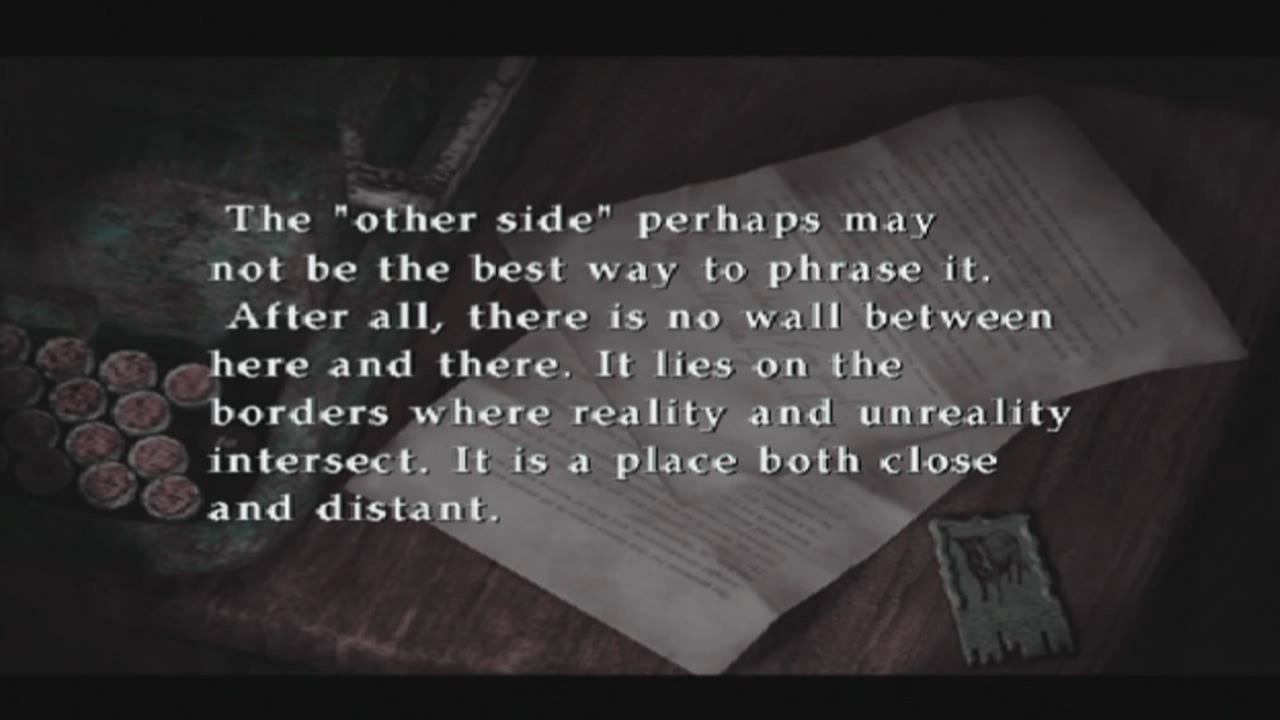 The "other side" perhaps may
not be the best way to phrase it.
After all, there is no wall between
here and there. It lies on the
borders where reality and unreality
intersect. It is a place both close
and distant.